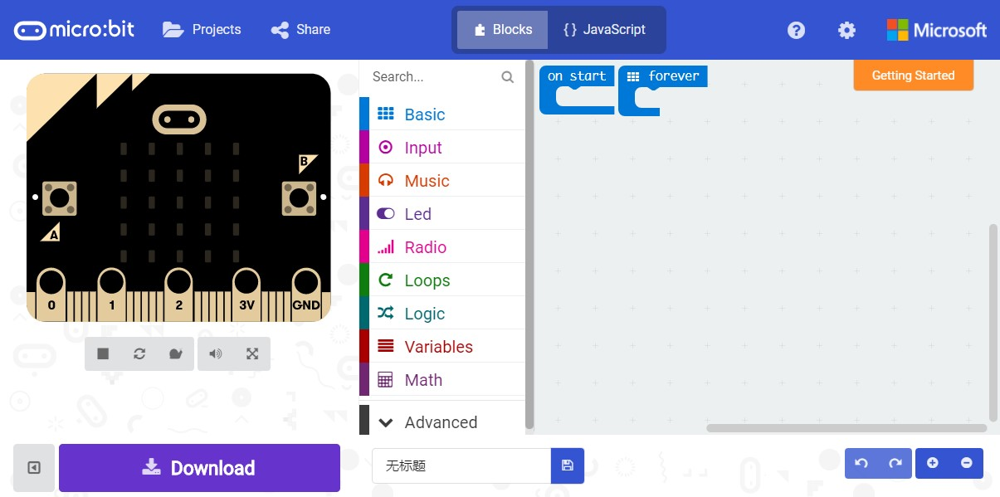 micro:bit
Projects
Share
Blocks
{} JavaScript
?
Microsoft
Search...
Basic
Input
Music
Led
Radio
Loops
Logic
Variables
Math
Advanced
on start
forever
Getting Started
B
A
0 1 2 3V GND
Download
无标题